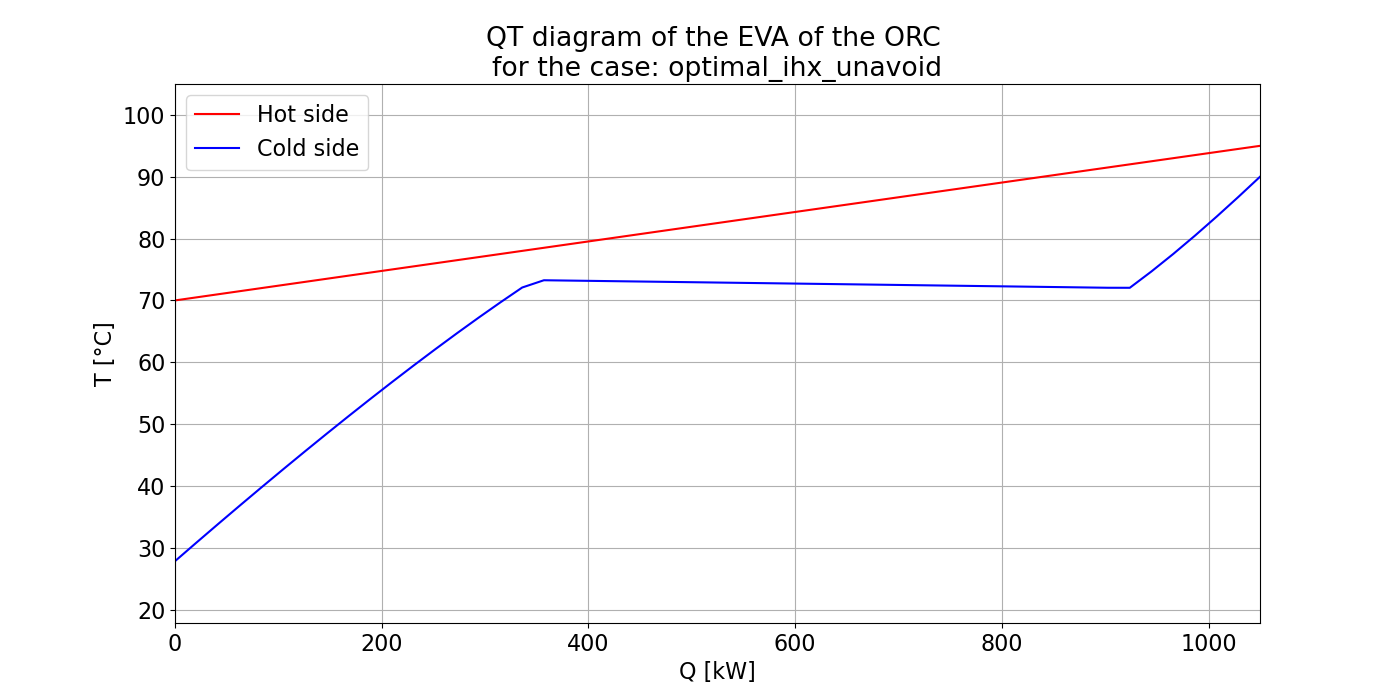 QT diagram of the EVA of the ORC
for the case: optimal_ihx_unavoid
Hot side
Cold side
100
90
80
70
60
50
40
30
20
T [°C]
0
200
400
600
800
1000
Q [kW]